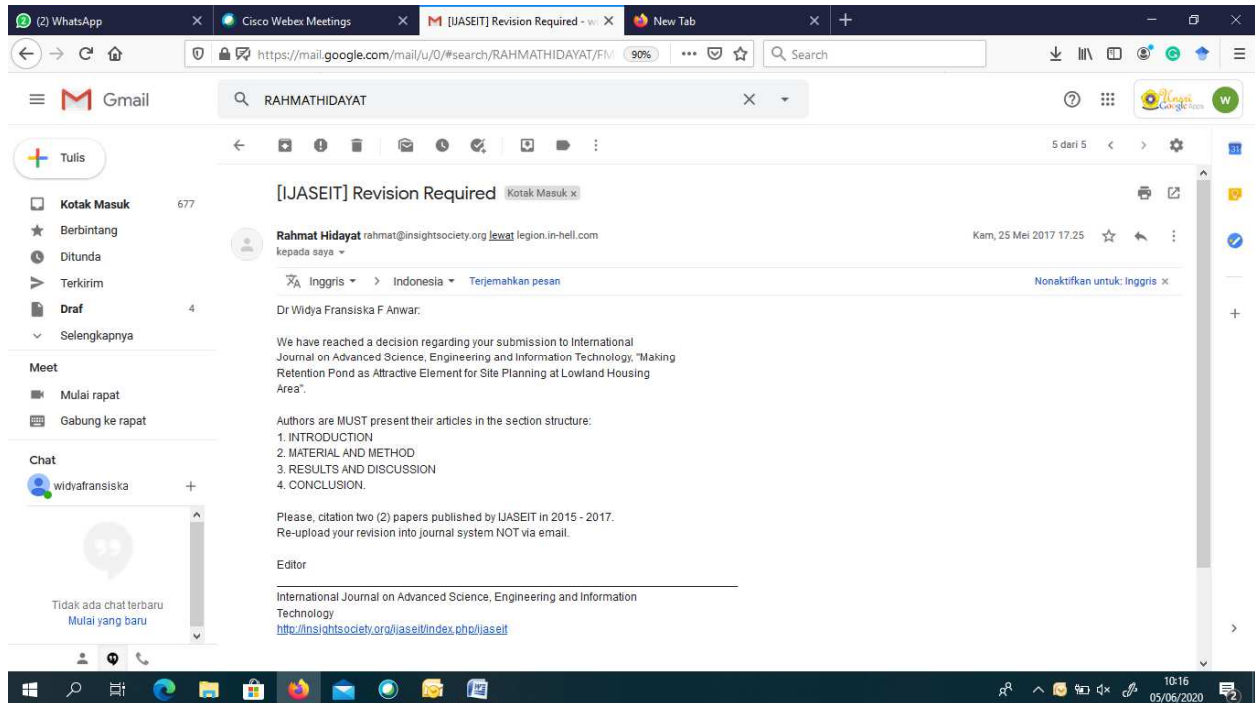 (2) WhatsApp
Cisco Webex Meetings
[IJASEIT] Revision Required - w
New Tab
https://mail.google.com/mail/u/0/#search/RAHMATHIDAYAT/FM
90%
Search
Gmail
RAHMATHIDAYAT
Tulis
5 dari 5
Kotak Masuk 677
Berbintang
Ditunda
Terkirim
Draf 4
Selengkapnya
Meet
Mulai rapat
Gabung ke rapat
Chat
widyafransiska
Tidak ada chat terbaru
Mulai yang baru
[IJASEIT] Revision Required Kotak Masuk x
Rahmat Hidayat rahmat@insightsociety.org lewat legion.in-hell.com
Kam, 25 Mei 2017 17.25
kepada saya
Inggris > Indonesia Terjemahkan pesan
Nonaktifkan untuk: Inggris x
Dr Widya Fransiska F Anwar:
We have reached a decision regarding your submission to International
Journal on Advanced Science, Engineering and Information Technology, "Making
Retention Pond as Attractive Element for Site Planning at Lowland Housing
Area".
Authors are MUST present their articles in the section structure:
1. INTRODUCTION
2. MATERIAL AND METHOD
3. RESULTS AND DISCUSSION
4. CONCLUSION.
Please, citation two (2) papers published by IJASEIT in 2015 - 2017.
Re-upload your revision into journal system NOT via email.
Editor
International Journal on Advanced Science, Engineering and Information
Technology
http://insightsociety.org/ijaseit/index.php/ijaseit
10:16
05/06/2020